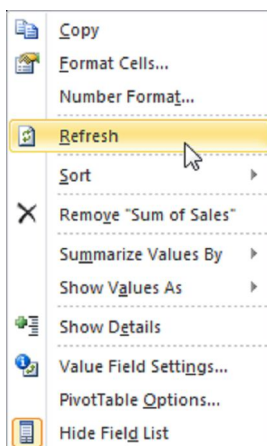 Copy
Format Cells...
Number Format...
Refresh
Sort
Remove "Sum of Sales"
Summarize Values By
Show Values As
Show Details
Value Field Settings...
PivotTable Options...
Hide Field List